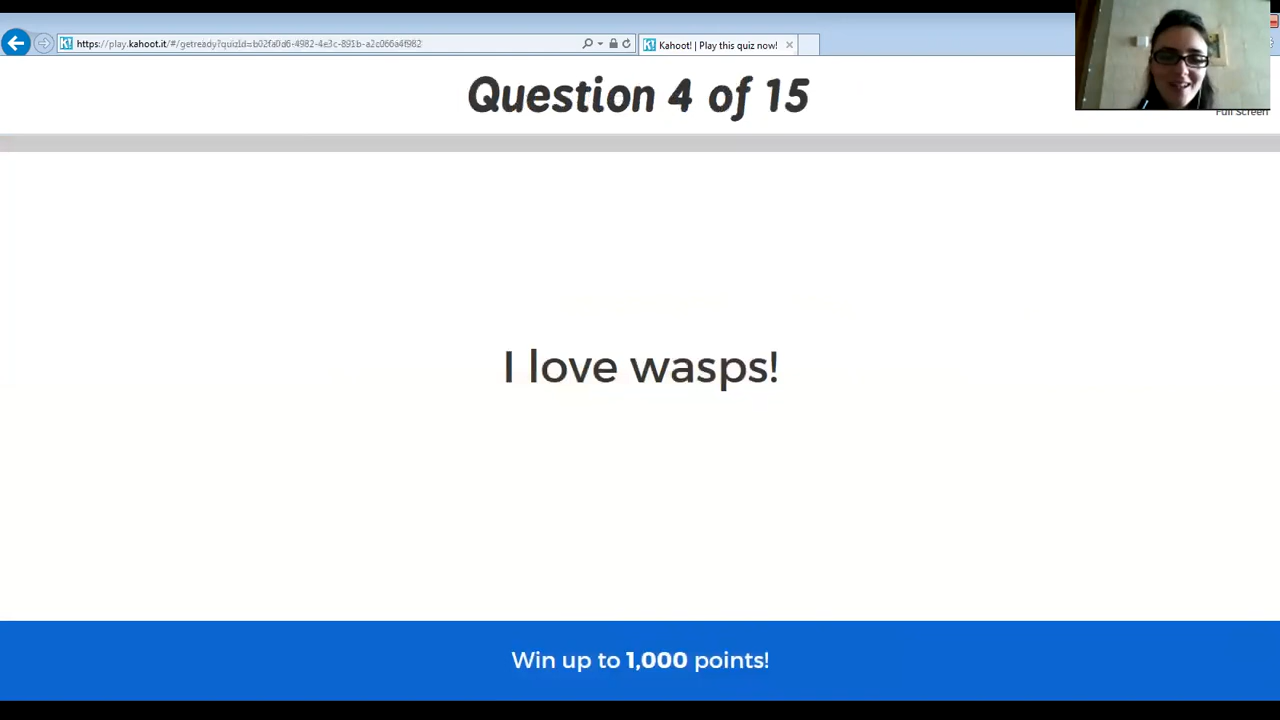 https://play.kahoot.it/#/getready?quizId=b02fa0d6-4982-4e3c-891b-a2c066a4f982
K! Kahoot! | Play this quiz now!
Question 4 of 15
Full Screen
I love wasps!
Win up to 1,000 points!